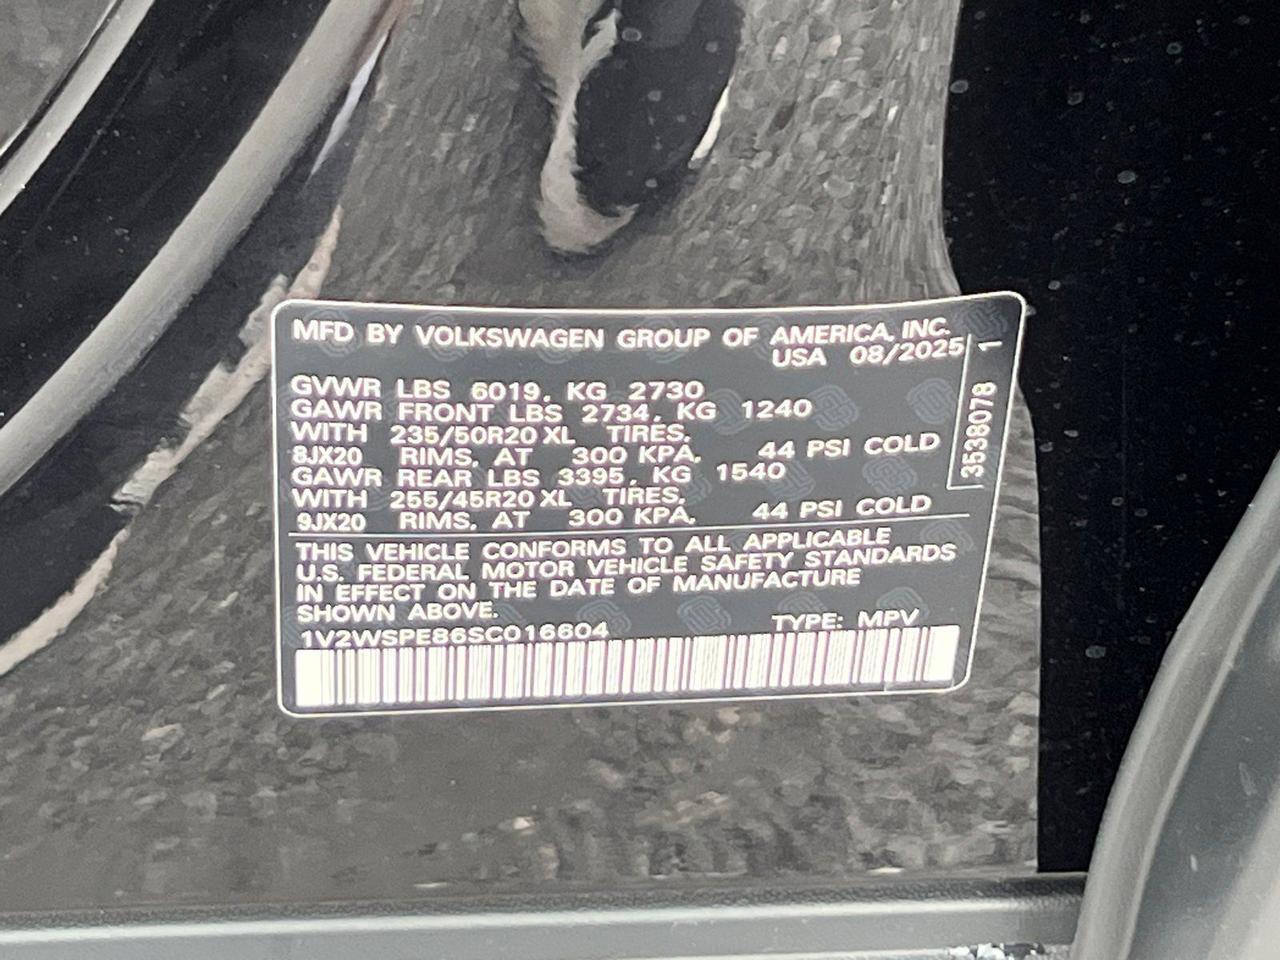 MFD BY VOLKSWAGEN GROUP OF AMERICA, INC.
USA 08/2025
GVWR LBS 6019, KG 2730
GAWR FRONT LBS 2734, KG 1240
WITH 235/50R20 XL TIRES,
8JX20 RIMS, AT 300 KPA, 44 PSI COLD
GAWR REAR LBS 3395, KG 1540
WITH 255/45R20 XL TIRES,
9JX20 RIMS, AT 300 KPA, 44 PSI COLD
3538078 1
THIS VEHICLE CONFORMS TO ALL APPLICABLE
U.S. FEDERAL MOTOR VEHICLE SAFETY STANDARDS
IN EFFECT ON THE DATE OF MANUFACTURE
SHOWN ABOVE.
1V2WSPE86SC016604 TYPE: MPV